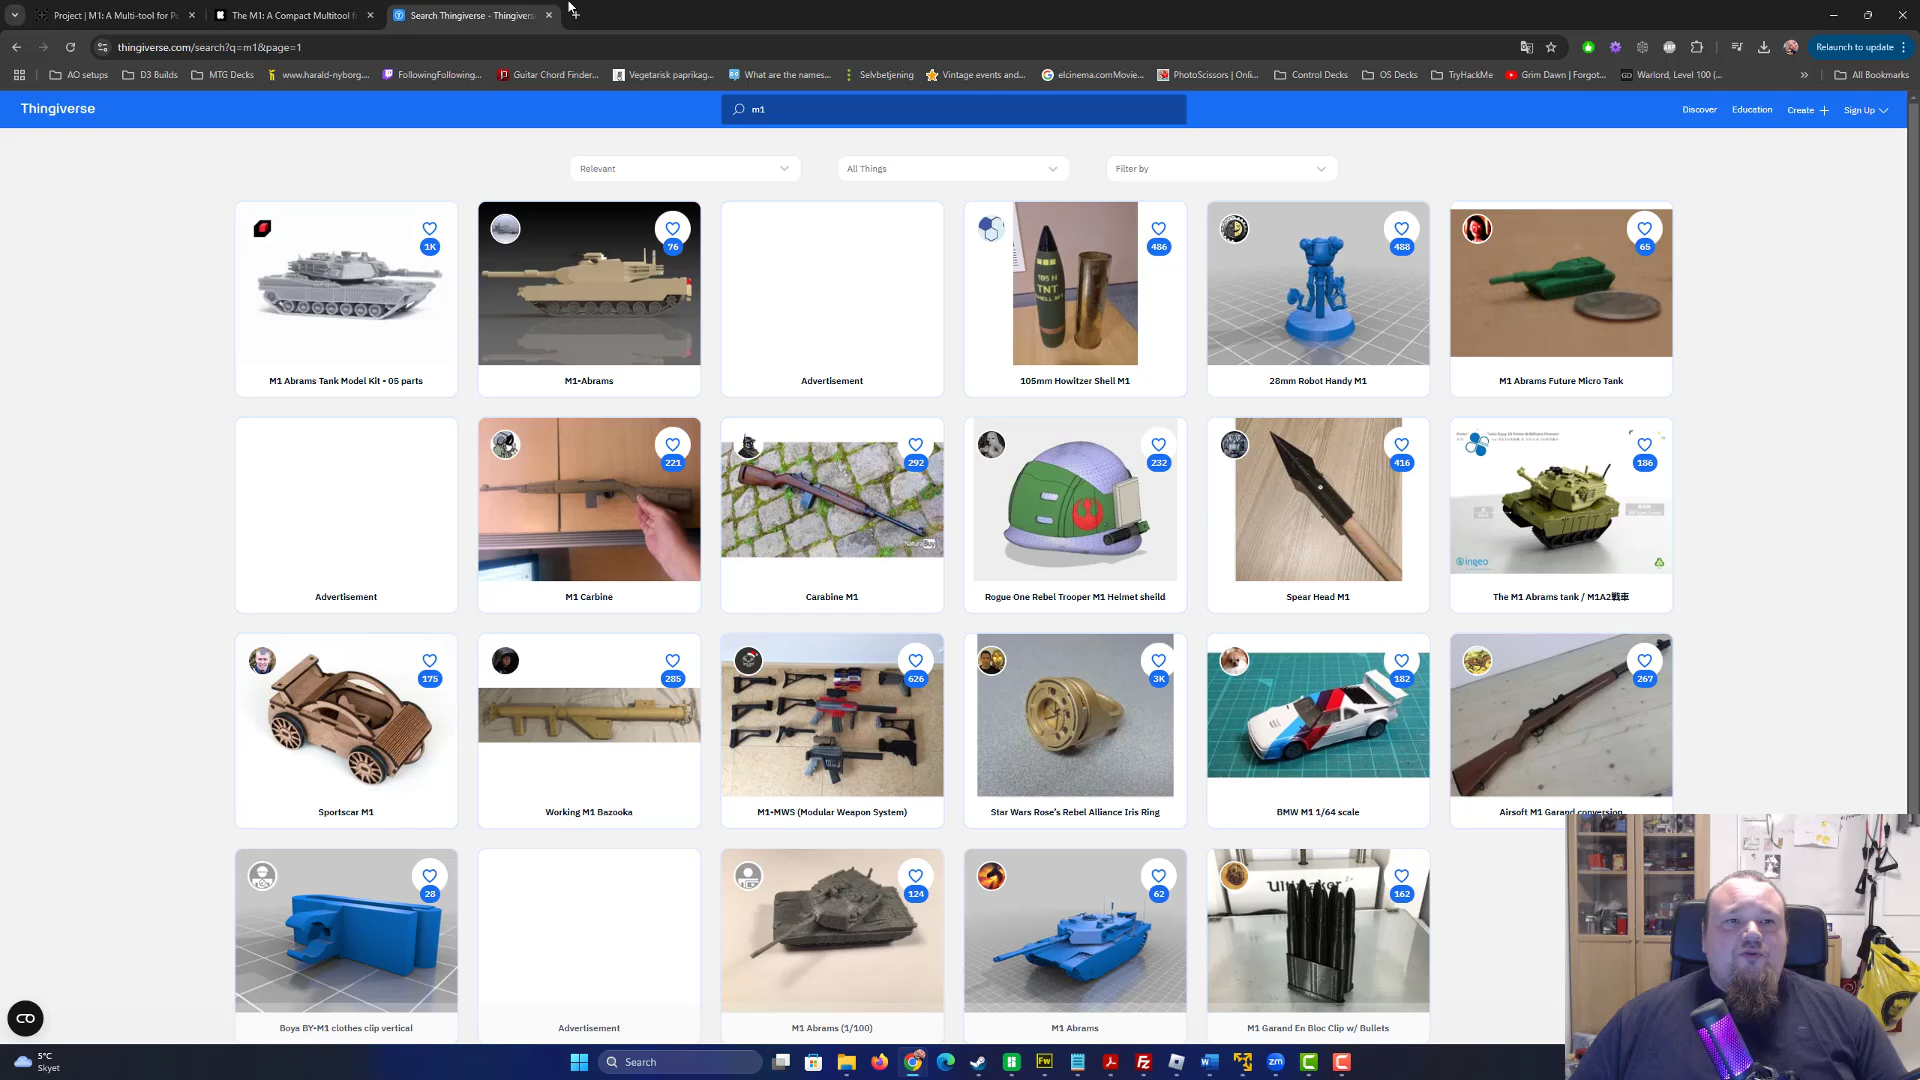 Project | M1: A Multi-tool for Pe
The M1: A Compact Multitool f
Search Thingiverse - Thingivers
thingiverse.com/search?q=m1&page=1
Relaunch to update
AO setups
D3 Builds
MTG Decks
www.harald-nyborg....
FollowingFollowing...
Guitar Chord Finder...
Vegetarisk paprikag...
What are the names...
Selvbetjening
Vintage events and...
elcinema.comMovie...
PhotoScissors | Onli...
Control Decks
OS Decks
TryHackMe
Grim Dawn | Forgot...
Warlord, Level 100 (...
All Bookmarks
Thingiverse
m1
Discover
Education
Create
Sign Up
Relevant
All Things
Filter by
1K
76
486
488
65
105 H
TNT
SHELL M1
M1 Abrams Tank Model Kit - 05 parts
M1-Abrams
Advertisement
105mm Howitzer Shell M1
28mm Robot Handy M1
M1 Abrams Future Micro Tank
221
292
232
416
186
NaturaBuy
ingeo
Advertisement
M1 Carbine
Carabine M1
Rogue One Rebel Trooper M1 Helmet sheild
Spear Head M1
The M1 Abrams tank / M1A2戰車
175
285
626
3K
182
267
Sportscar M1
Working M1 Bazooka
M1-MWS (Modular Weapon System)
Star Wars Rose's Rebel Alliance Iris Ring
BMW M1 1/64 scale
Airsoft M1 Garand conversion
28
124
62
162
Ultimaker 2+
Boya BY-M1 clothes clip vertical
Advertisement
M1 Abrams (1/100)
M1 Abrams
M1 Garand En Bloc Clip w/ Bullets
5°C
Skyet
Search